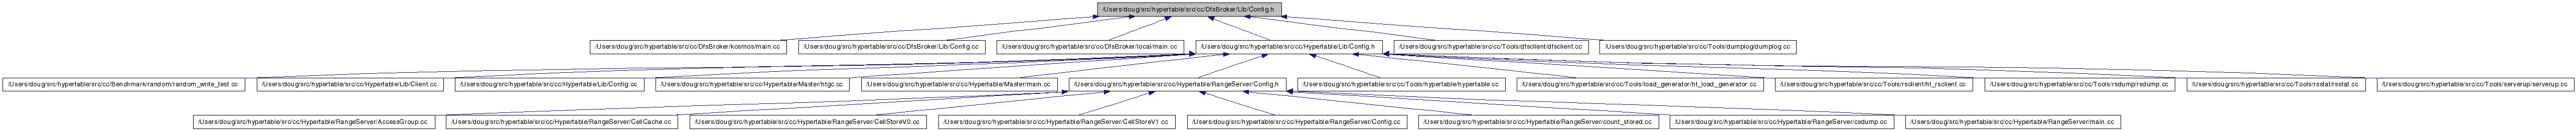 /Users/doug/src/hypertable/src/cc/DfsBroker/Lib/Config.h
/Users/doug/src/hypertable/src/cc/DfsBroker/kosmos/main.cc
/Users/doug/src/hypertable/src/cc/DfsBroker/Lib/Config.cc
/Users/doug/src/hypertable/src/cc/DfsBroker/local/main.cc
/Users/doug/src/hypertable/src/cc/Hypertable/Lib/Config.h
/Users/doug/src/hypertable/src/cc/Tools/dfsclient/dfsclient.cc
/Users/doug/src/hypertable/src/cc/Tools/dumplog/dumplog.cc
/Users/doug/src/hypertable/src/cc/Benchmark/random/random_write_test.cc
/Users/doug/src/hypertable/src/cc/Hypertable/Lib/Client.cc
/Users/doug/src/hypertable/src/cc/Hypertable/Lib/Config.cc
/Users/doug/src/hypertable/src/cc/Hypertable/Master/htgc.cc
/Users/doug/src/hypertable/src/cc/Hypertable/Master/main.cc
/Users/doug/src/hypertable/src/cc/Hypertable/RangeServer/Config.h
/Users/doug/src/hypertable/src/cc/Tools/hypertable/hypertable.cc
/Users/doug/src/hypertable/src/cc/Tools/load_generator/ht_load_generator.cc
/Users/doug/src/hypertable/src/cc/Tools/rsclient/ht_rsclient.cc
/Users/doug/src/hypertable/src/cc/Tools/rsdump/rsdump.cc
/Users/doug/src/hypertable/src/cc/Tools/rsstat/rsstat.cc
/Users/doug/src/hypertable/src/cc/Tools/serverup/serverup.cc
/Users/doug/src/hypertable/src/cc/Hypertable/RangeServer/AccessGroup.cc
/Users/doug/src/hypertable/src/cc/Hypertable/RangeServer/CellCache.cc
/Users/doug/src/hypertable/src/cc/Hypertable/RangeServer/CellStoreV0.cc
/Users/doug/src/hypertable/src/cc/Hypertable/RangeServer/CellStoreV1.cc
/Users/doug/src/hypertable/src/cc/Hypertable/RangeServer/Config.cc
/Users/doug/src/hypertable/src/cc/Hypertable/RangeServer/count_stored.cc
/Users/doug/src/hypertable/src/cc/Hypertable/RangeServer/csdump.cc
/Users/doug/src/hypertable/src/cc/Hypertable/RangeServer/main.cc